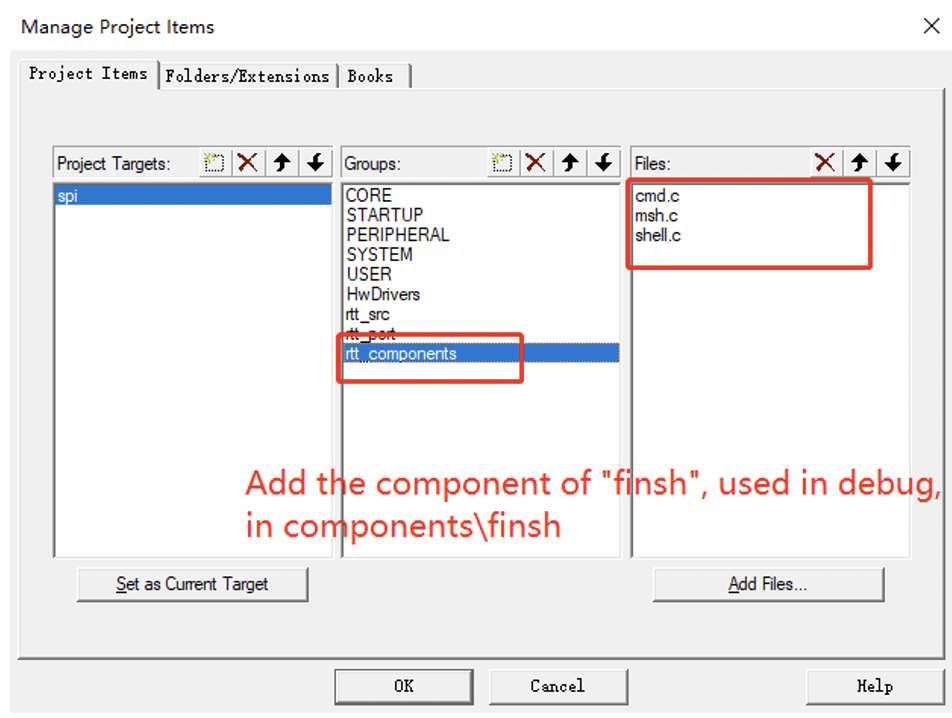 Manage Project Items
Project Items
Folders/Extensions
Books
Project Targets:
Groups:
Files:
spi
CORE
STARTUP
PERIPHERAL
SYSTEM
USER
HwDrivers
rtt_src
rtt_port
rtt_components
cmd.c
msh.c
shell.c
Add the component of "finsh", used in debug,
in components\finsh
Set as Current Target
Add Files...
OK
Cancel
Help